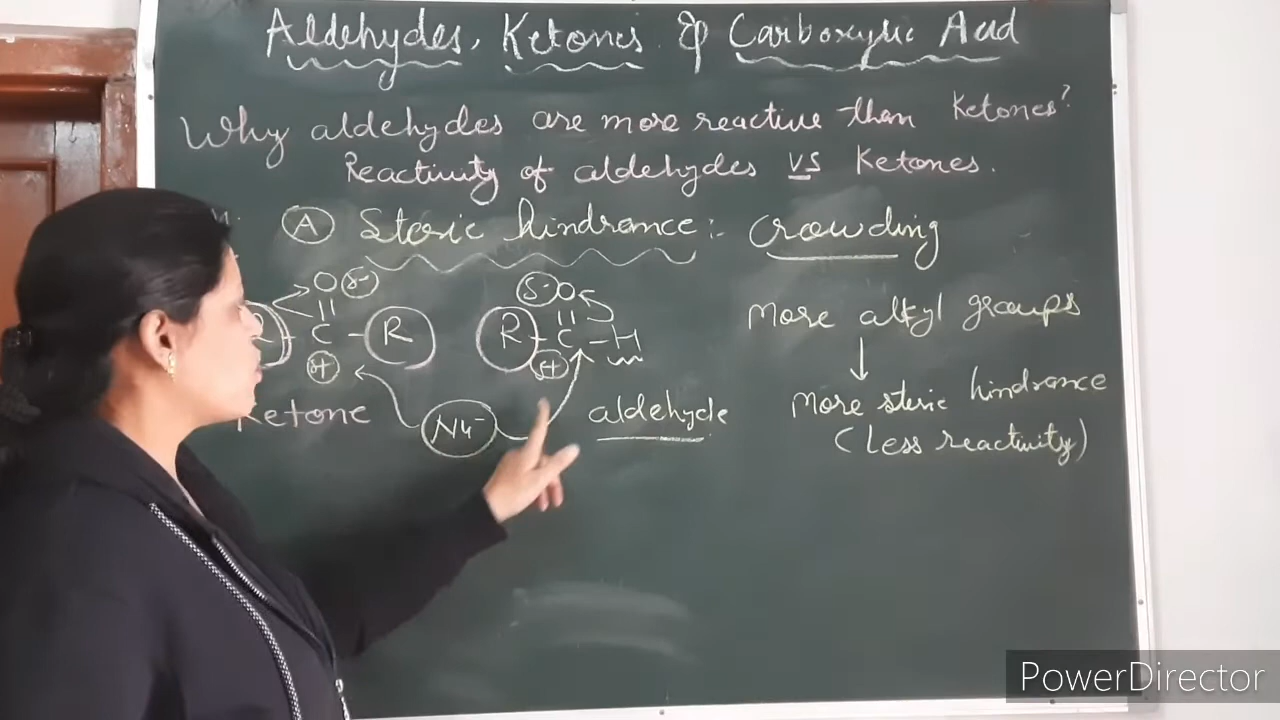 Aldehydes, Ketones & Carboxylic Acid
Why aldehydes are more reactive than Ketones?
Reactivity of aldehydes vs Ketones.
A Steric hindrance :- Crowding
O δ-
C - R
δ+
Ketone
δ- O
R - C - H
δ+
aldehyde
Nu-
More alkyl groups
↓
More steric hindrance
(less reactivity)
PowerDirector